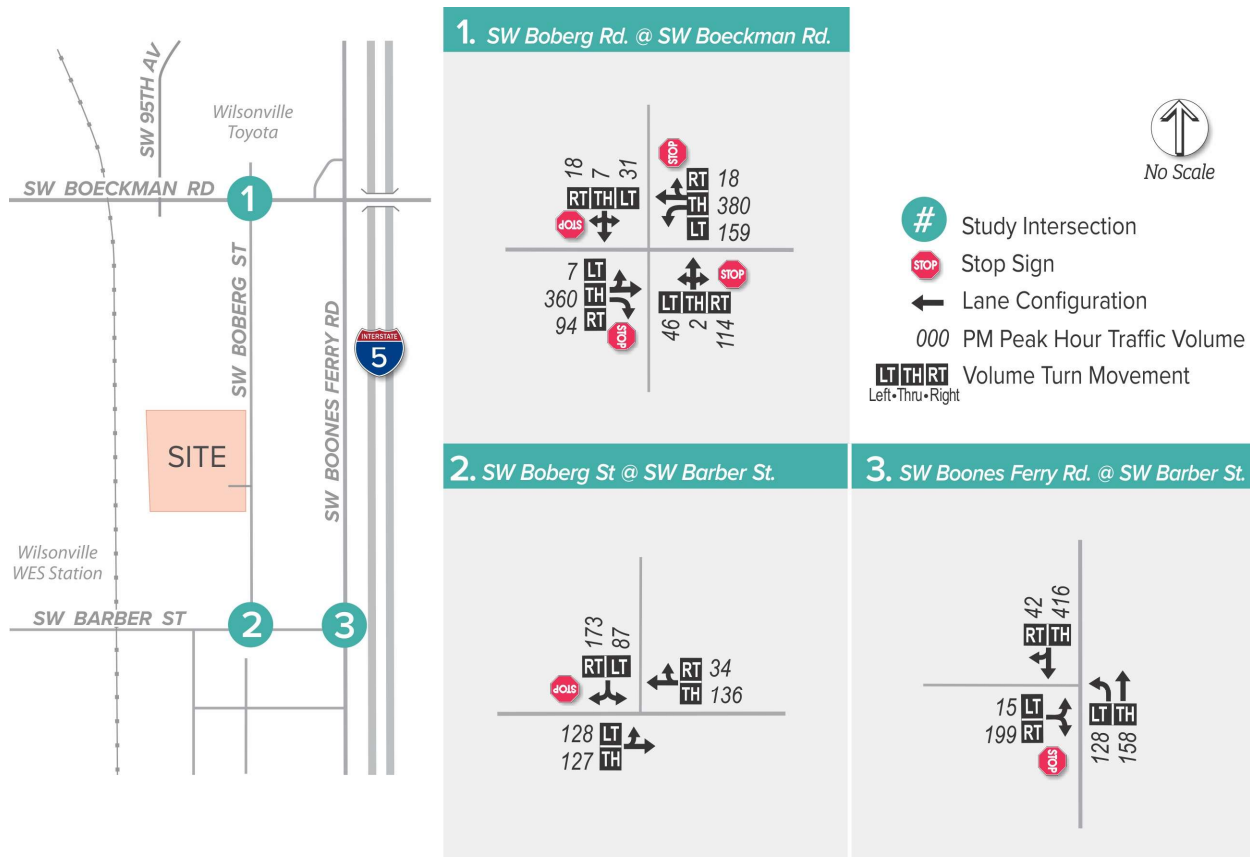 SW 95TH AV
Wilsonville
Toyota
SW BOECKMAN RD
1
SW BOBERG ST
SW BOONES FERRY RD
INTERSTATE
5
SITE
Wilsonville
WES Station
SW BARBER ST
2
3
1. SW Boberg Rd. @ SW Boeckman Rd.
18 7 31
RT TH LT
STOP
STOP
RT 18
TH 380
LT 159
7 LT
360 TH
94 RT
STOP
STOP
LT TH RT
46 2 114
No Scale
# Study Intersection
STOP Stop Sign
Lane Configuration
000 PM Peak Hour Traffic Volume
LT TH RT Volume Turn Movement
Left•Thru•Right
2. SW Boberg St @ SW Barber St.
173 87
RT LT
STOP
RT 34
TH 136
128 LT
127 TH
3. SW Boones Ferry Rd. @ SW Barber St.
42 416
RT TH
15 LT
199 RT
STOP
LT TH
128 158